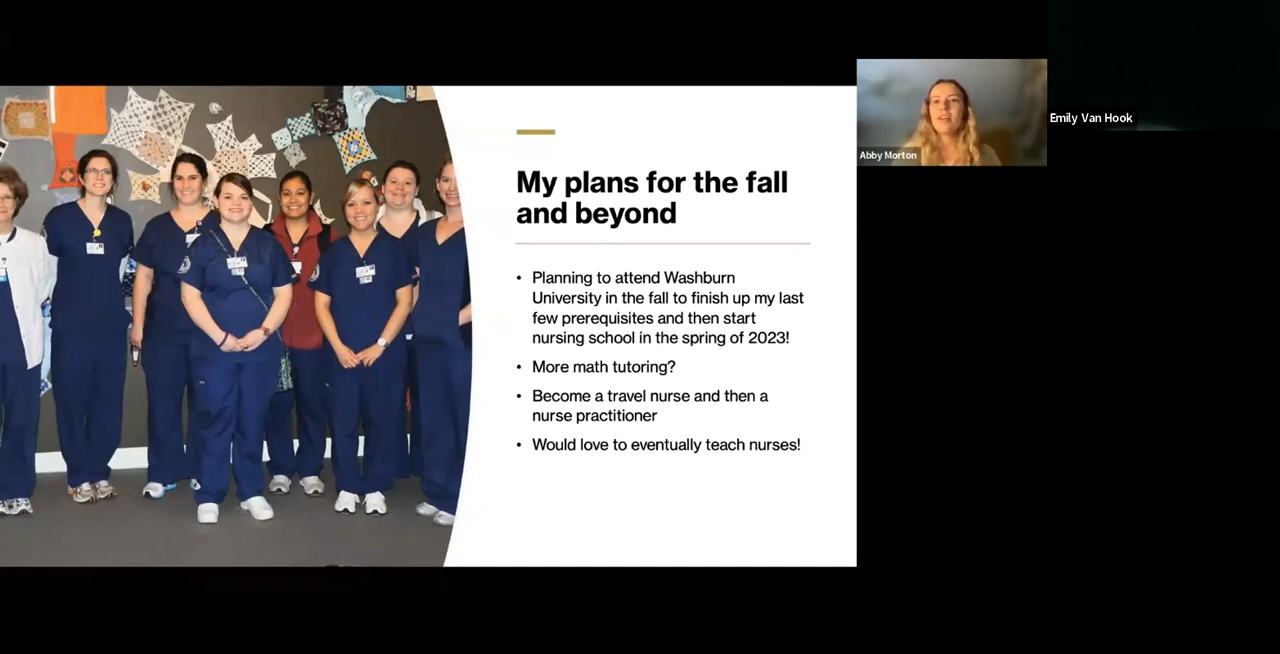 My plans for the fall
and beyond
• Planning to attend Washburn
University in the fall to finish up my last
few prerequisites and then start
nursing school in the spring of 2023!
• More math tutoring?
• Become a travel nurse and then a
nurse practitioner
• Would love to eventually teach nurses!
Abby Morton
Emily Van Hook